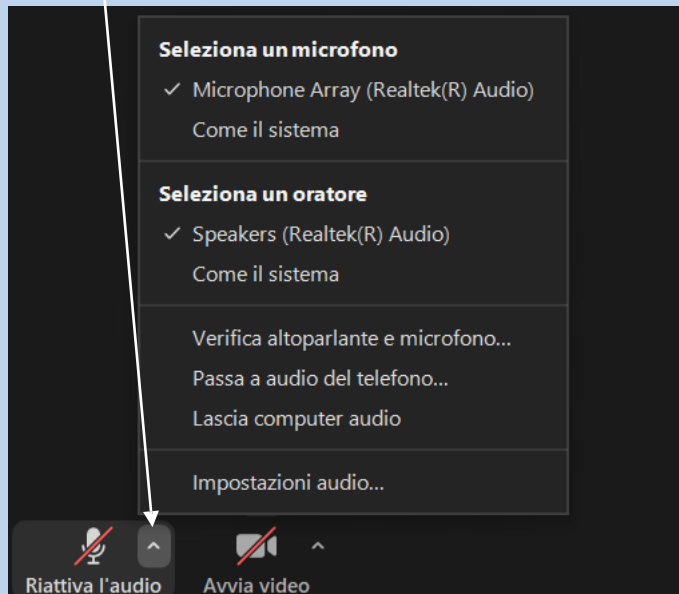 Seleziona un microfono
Microphone Array (Realtek(R) Audio)
Come il sistema
Seleziona un oratore
Speakers (Realtek(R) Audio)
Come il sistema
Verifica altoparlante e microfono...
Passa a audio del telefono...
Lascia computer audio
Impostazioni audio...
Riattiva l'audio
Avvia video